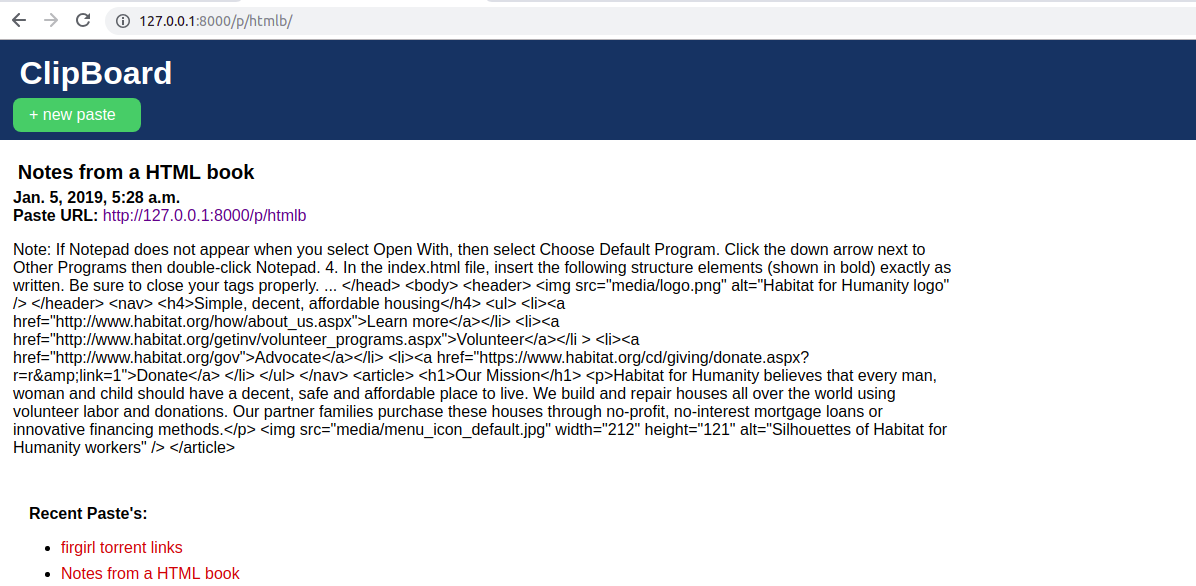 127.0.0.1:8000/p/htmlb/
ClipBoard
+ new paste
Notes from a HTML book
Jan. 5, 2019, 5:28 a.m.
Paste URL: http://127.0.0.1:8000/p/htmlb
Note: If Notepad does not appear when you select Open With, then select Choose Default Program. Click the down arrow next to
Other Programs then double-click Notepad. 4. In the index.html file, insert the following structure elements (shown in bold) exactly as
written. Be sure to close your tags properly. ... </head> <body> <header> <img src="media/logo.png" alt="Habitat for Humanity logo"
/> </header> <nav> <h4>Simple, decent, affordable housing</h4> <ul> <li><a
href="http://www.habitat.org/how/about_us.aspx">Learn more</a></li> <li><a
href="http://www.habitat.org/getinv/volunteer_programs.aspx">Volunteer</a></li > <li><a
href="http://www.habitat.org/gov">Advocate</a></li> <li><a href="https://www.habitat.org/cd/giving/donate.aspx?
r=r&amp;link=1">Donate</a> </li> </ul> </nav> <article> <h1>Our Mission</h1> <p>Habitat for Humanity believes that every man,
woman and child should have a decent, safe and affordable place to live. We build and repair houses all over the world using
volunteer labor and donations. Our partner families purchase these houses through no-profit, no-interest mortgage loans or
innovative financing methods.</p> <img src="media/menu_icon_default.jpg" width="212" height="121" alt="Silhouettes of Habitat for
Humanity workers" /> </article>
Recent Paste's:
firgirl torrent links
Notes from a HTML book